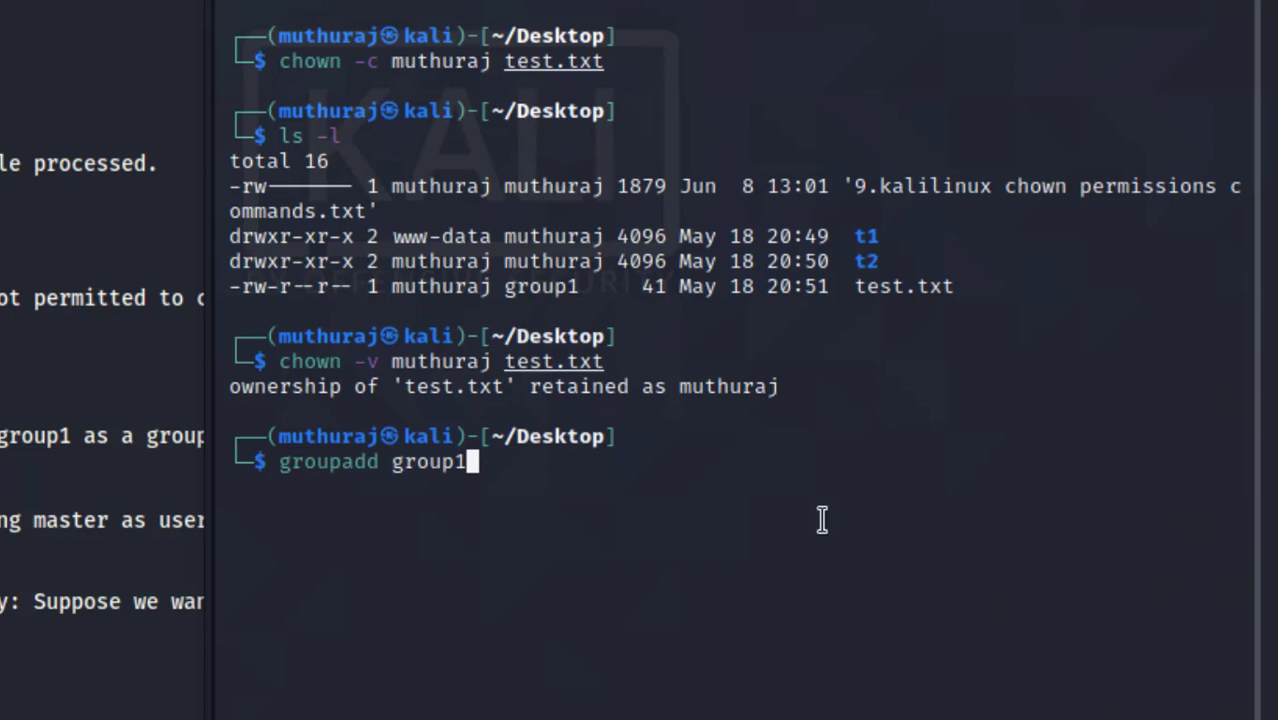 ┌──(muthuraj㉿kali)-[~/Desktop]
└─$ chown -c muthuraj test.txt
┌──(muthuraj㉿kali)-[~/Desktop]
└─$ ls -l
total 16
-rw------- 1 muthuraj muthuraj 1879 Jun  8 13:01 '9.kalilinux chown permissions c
ommands.txt'
drwxr-xr-x 2 www-data muthuraj 4096 May 18 20:49  t1
drwxr-xr-x 2 muthuraj muthuraj 4096 May 18 20:50  t2
-rw-r--r-- 1 muthuraj group1     41 May 18 20:51  test.txt
┌──(muthuraj㉿kali)-[~/Desktop]
└─$ chown -v muthuraj test.txt
ownership of 'test.txt' retained as muthuraj
┌──(muthuraj㉿kali)-[~/Desktop]
└─$ groupadd group1
le processed.
ot permitted to c
group1 as a group
ng master as user
y: Suppose we wan
KALI